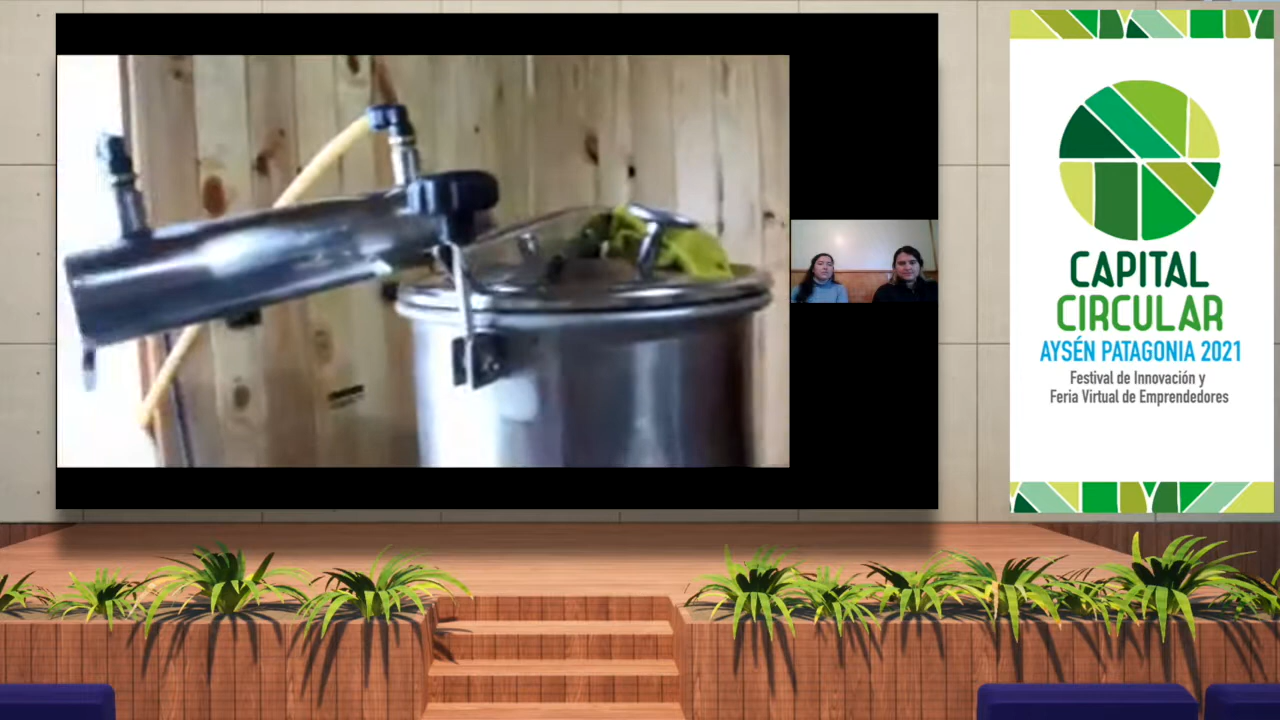 CAPITAL
CIRCULAR
AYSÉN PATAGONIA 2021
Festival de Innovación y
Feria Virtual de Emprendedores